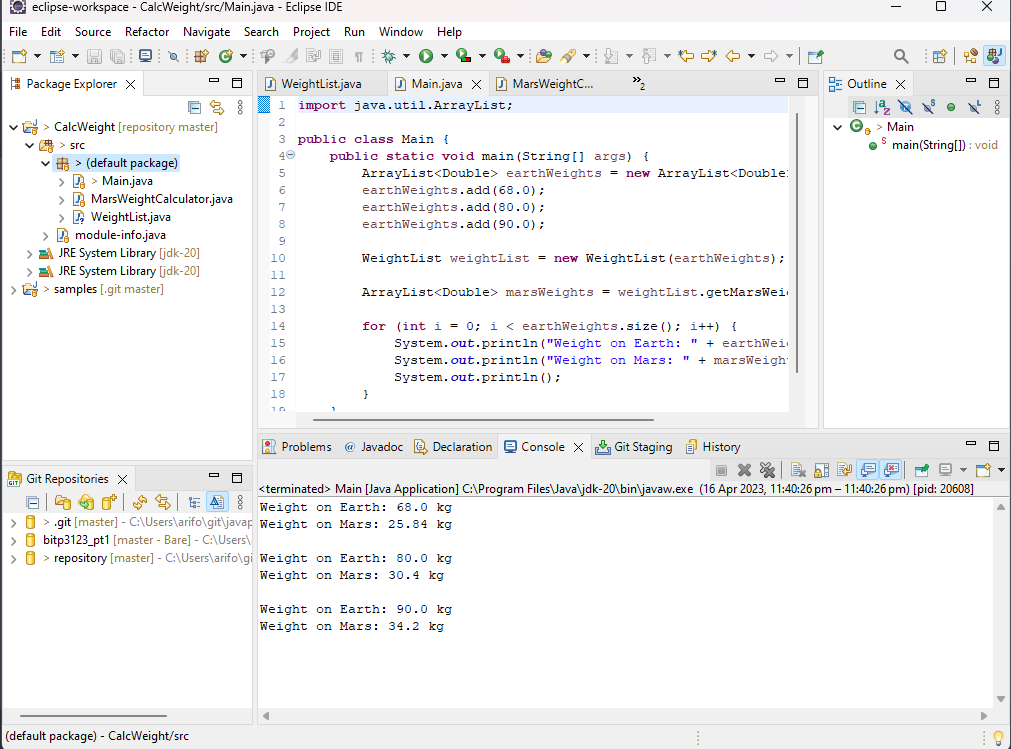 eclipse-workspace - CalcWeight/src/Main.java - Eclipse IDE
File Edit Source Refactor Navigate Search Project Run Window Help
Package Explorer
> CalcWeight [repository master]
> src
> (default package)
> Main.java
MarsWeightCalculator.java
WeightList.java
module-info.java
JRE System Library [jdk-20]
JRE System Library [jdk-20]
> samples [.git master]
WeightList.java Main.java MarsWeightC... »2
1 import java.util.ArrayList;
2
3 public class Main {
4 public static void main(String[] args) {
5 ArrayList<Double> earthWeights = new ArrayList<Double
6 earthWeights.add(68.0);
7 earthWeights.add(80.0);
8 earthWeights.add(90.0);
9
10 WeightList weightList = new WeightList(earthWeights);
11
12 ArrayList<Double> marsWeights = weightList.getMarsWei
13
14 for (int i = 0; i < earthWeights.size(); i++) {
15 System.out.println("Weight on Earth: " + earthWei
16 System.out.println("Weight on Mars: " + marsWeigh
17 System.out.println();
18 }
19 }
Outline
> Main
main(String[]) : void
Git Repositories
> .git [master] - C:\Users\arifo\git\javap
bitp3123_pt1 [master - Bare] - C:\Users\
> repository [master] - C:\Users\arifo\gi
Problems Javadoc Declaration Console Git Staging History
<terminated> Main [Java Application] C:\Program Files\Java\jdk-20\bin\javaw.exe (16 Apr 2023, 11:40:26 pm – 11:40:26 pm) [pid: 20608]
Weight on Earth: 68.0 kg
Weight on Mars: 25.84 kg
Weight on Earth: 80.0 kg
Weight on Mars: 30.4 kg
Weight on Earth: 90.0 kg
Weight on Mars: 34.2 kg
(default package) - CalcWeight/src